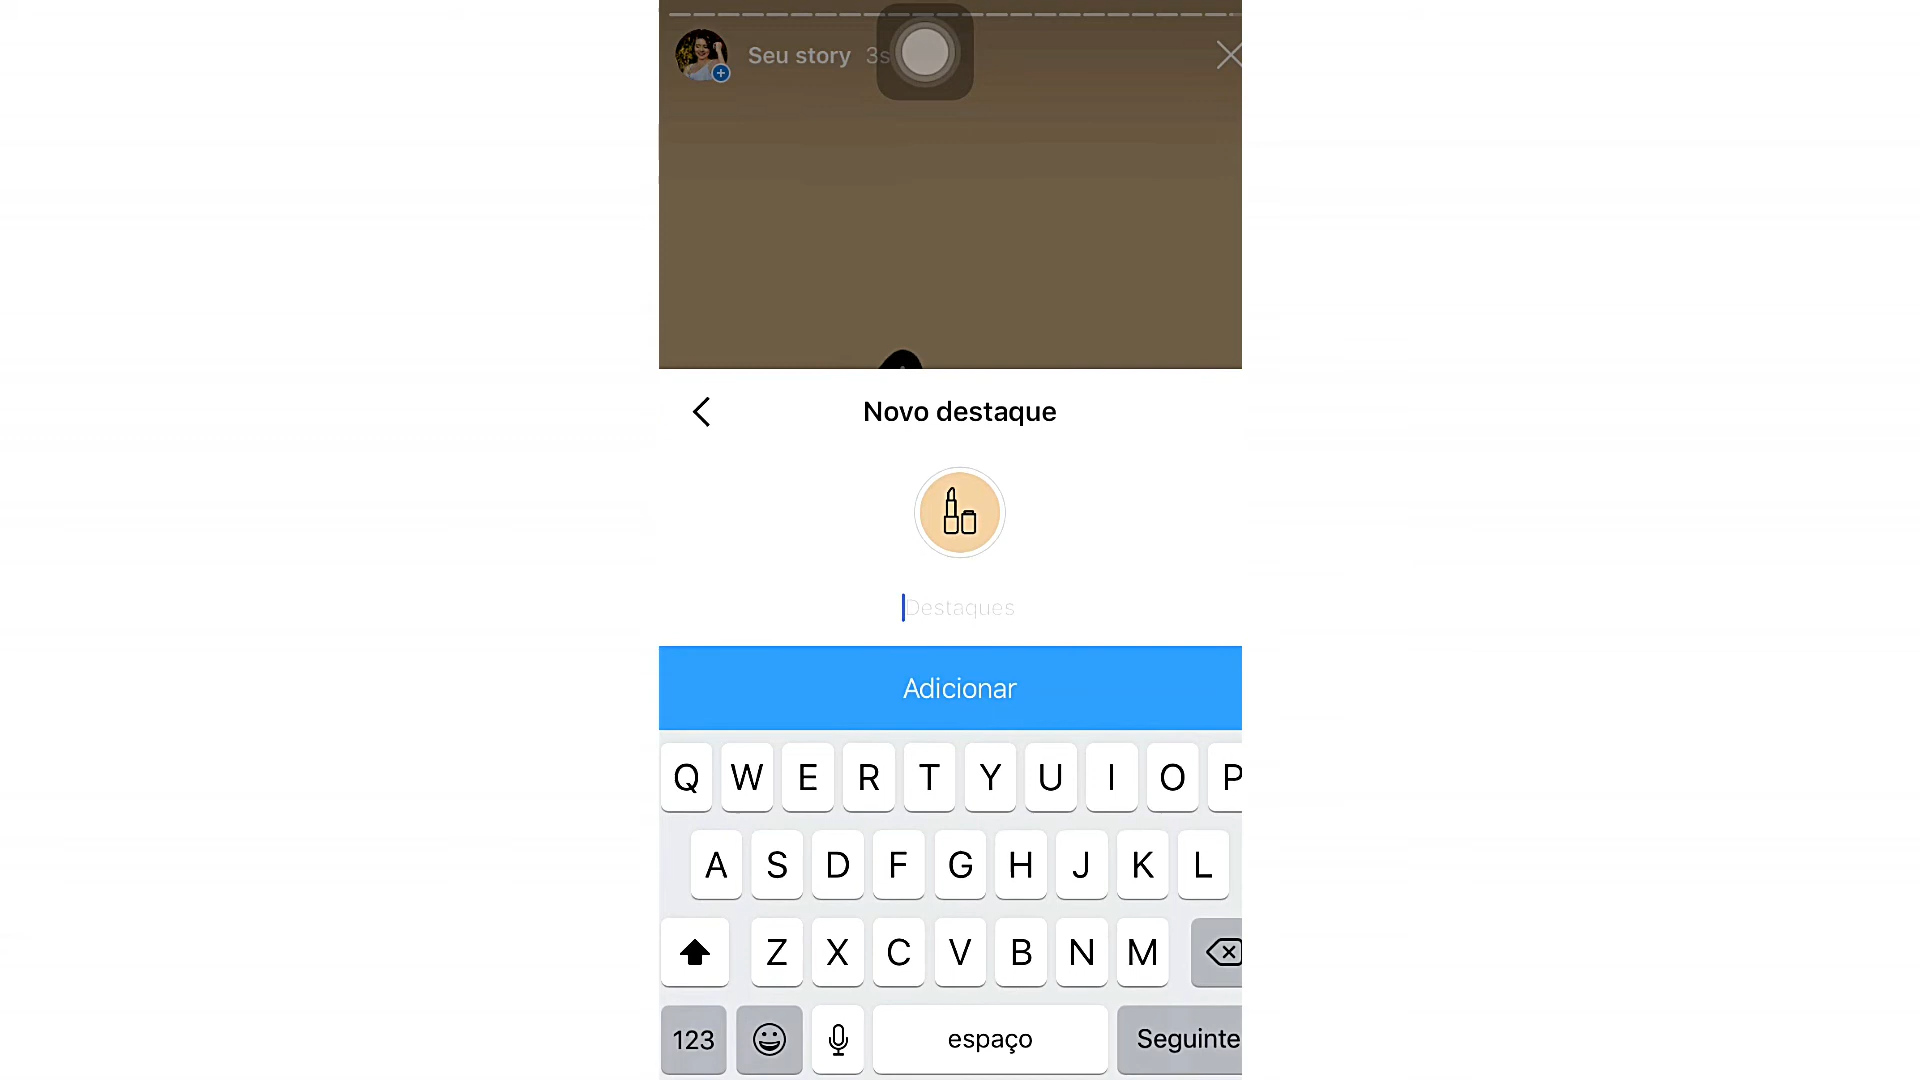 Seu story 3s
Novo destaque
Destaques
Adicionar
Q W E R T Y U I O P
A S D F G H J K L
Z X C V B N M
123 espaço Seguinte